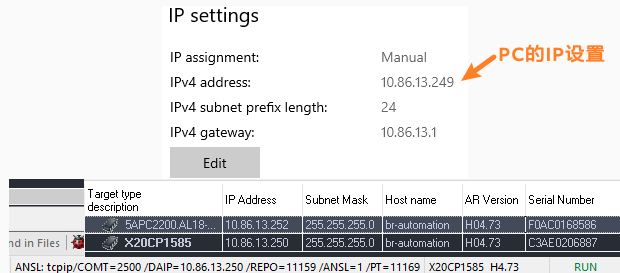 IP settings
IP assignment: Manual
PC的IP设置
IPv4 address: 10.86.13.249
IPv4 subnet prefix length: 24
IPv4 gateway: 10.86.13.1
Edit
Target type description IP Address Subnet Mask Host name AR Version Serial Number
5APC2200.AL18-... 10.86.13.252 255.255.255.0 br-automation H04.73 F0AC0168586
nd in Files X20CP1585 10.86.13.250 255.255.255.0 br-automation H04.73 C3AE0206887
ANSL: tcpip/COMT=2500 /DAIP=10.86.13.250 /REPO=11159 /ANSL=1 /PT=11169 X20CP1585 H4.73 RUN